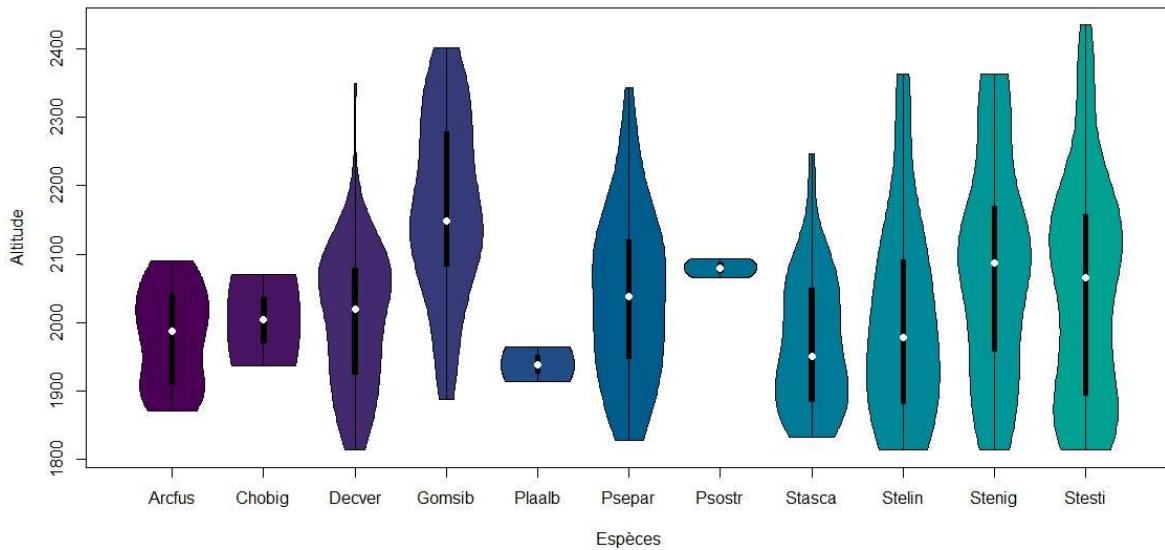 2400
2300
2200
2100
2000
1900
1800
Altitude
Arcfus Chobig Decver Gomsib Plaalb Psepar Psostr Stasca Stelin Stenig Stesti
Espèces